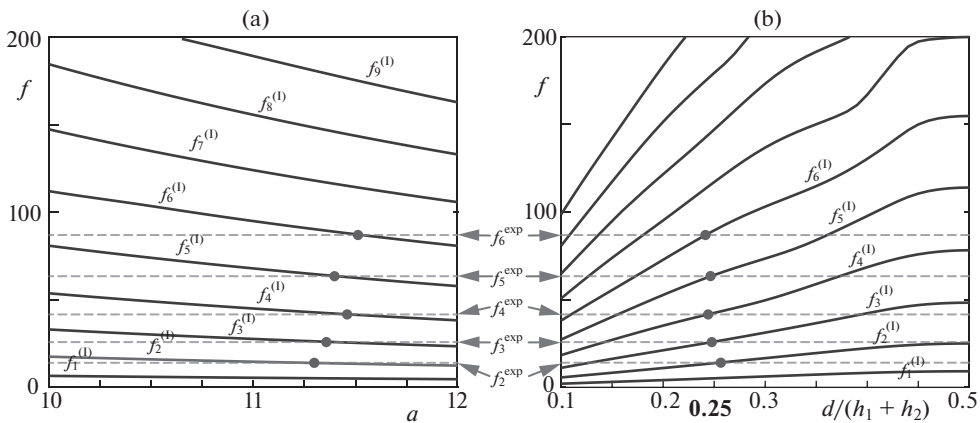 (a)
200
f
100
0
10
11
12
a
f₉⁽ᴵ⁾
f₈⁽ᴵ⁾
f₇⁽ᴵ⁾
f₆⁽ᴵ⁾
f₅⁽ᴵ⁾
f₄⁽ᴵ⁾
f₃⁽ᴵ⁾
f₂⁽ᴵ⁾
f₁⁽ᴵ⁾
f₆ᵉˣᵖ
f₅ᵉˣᵖ
f₄ᵉˣᵖ
f₃ᵉˣᵖ
f₂ᵉˣᵖ
(b)
200
f
100
0
0.1
0.2
0.25
0.3
d/(h₁ + h₂)
0.5
f₆⁽ᴵ⁾
f₅⁽ᴵ⁾
f₄⁽ᴵ⁾
f₃⁽ᴵ⁾
f₂⁽ᴵ⁾
f₁⁽ᴵ⁾